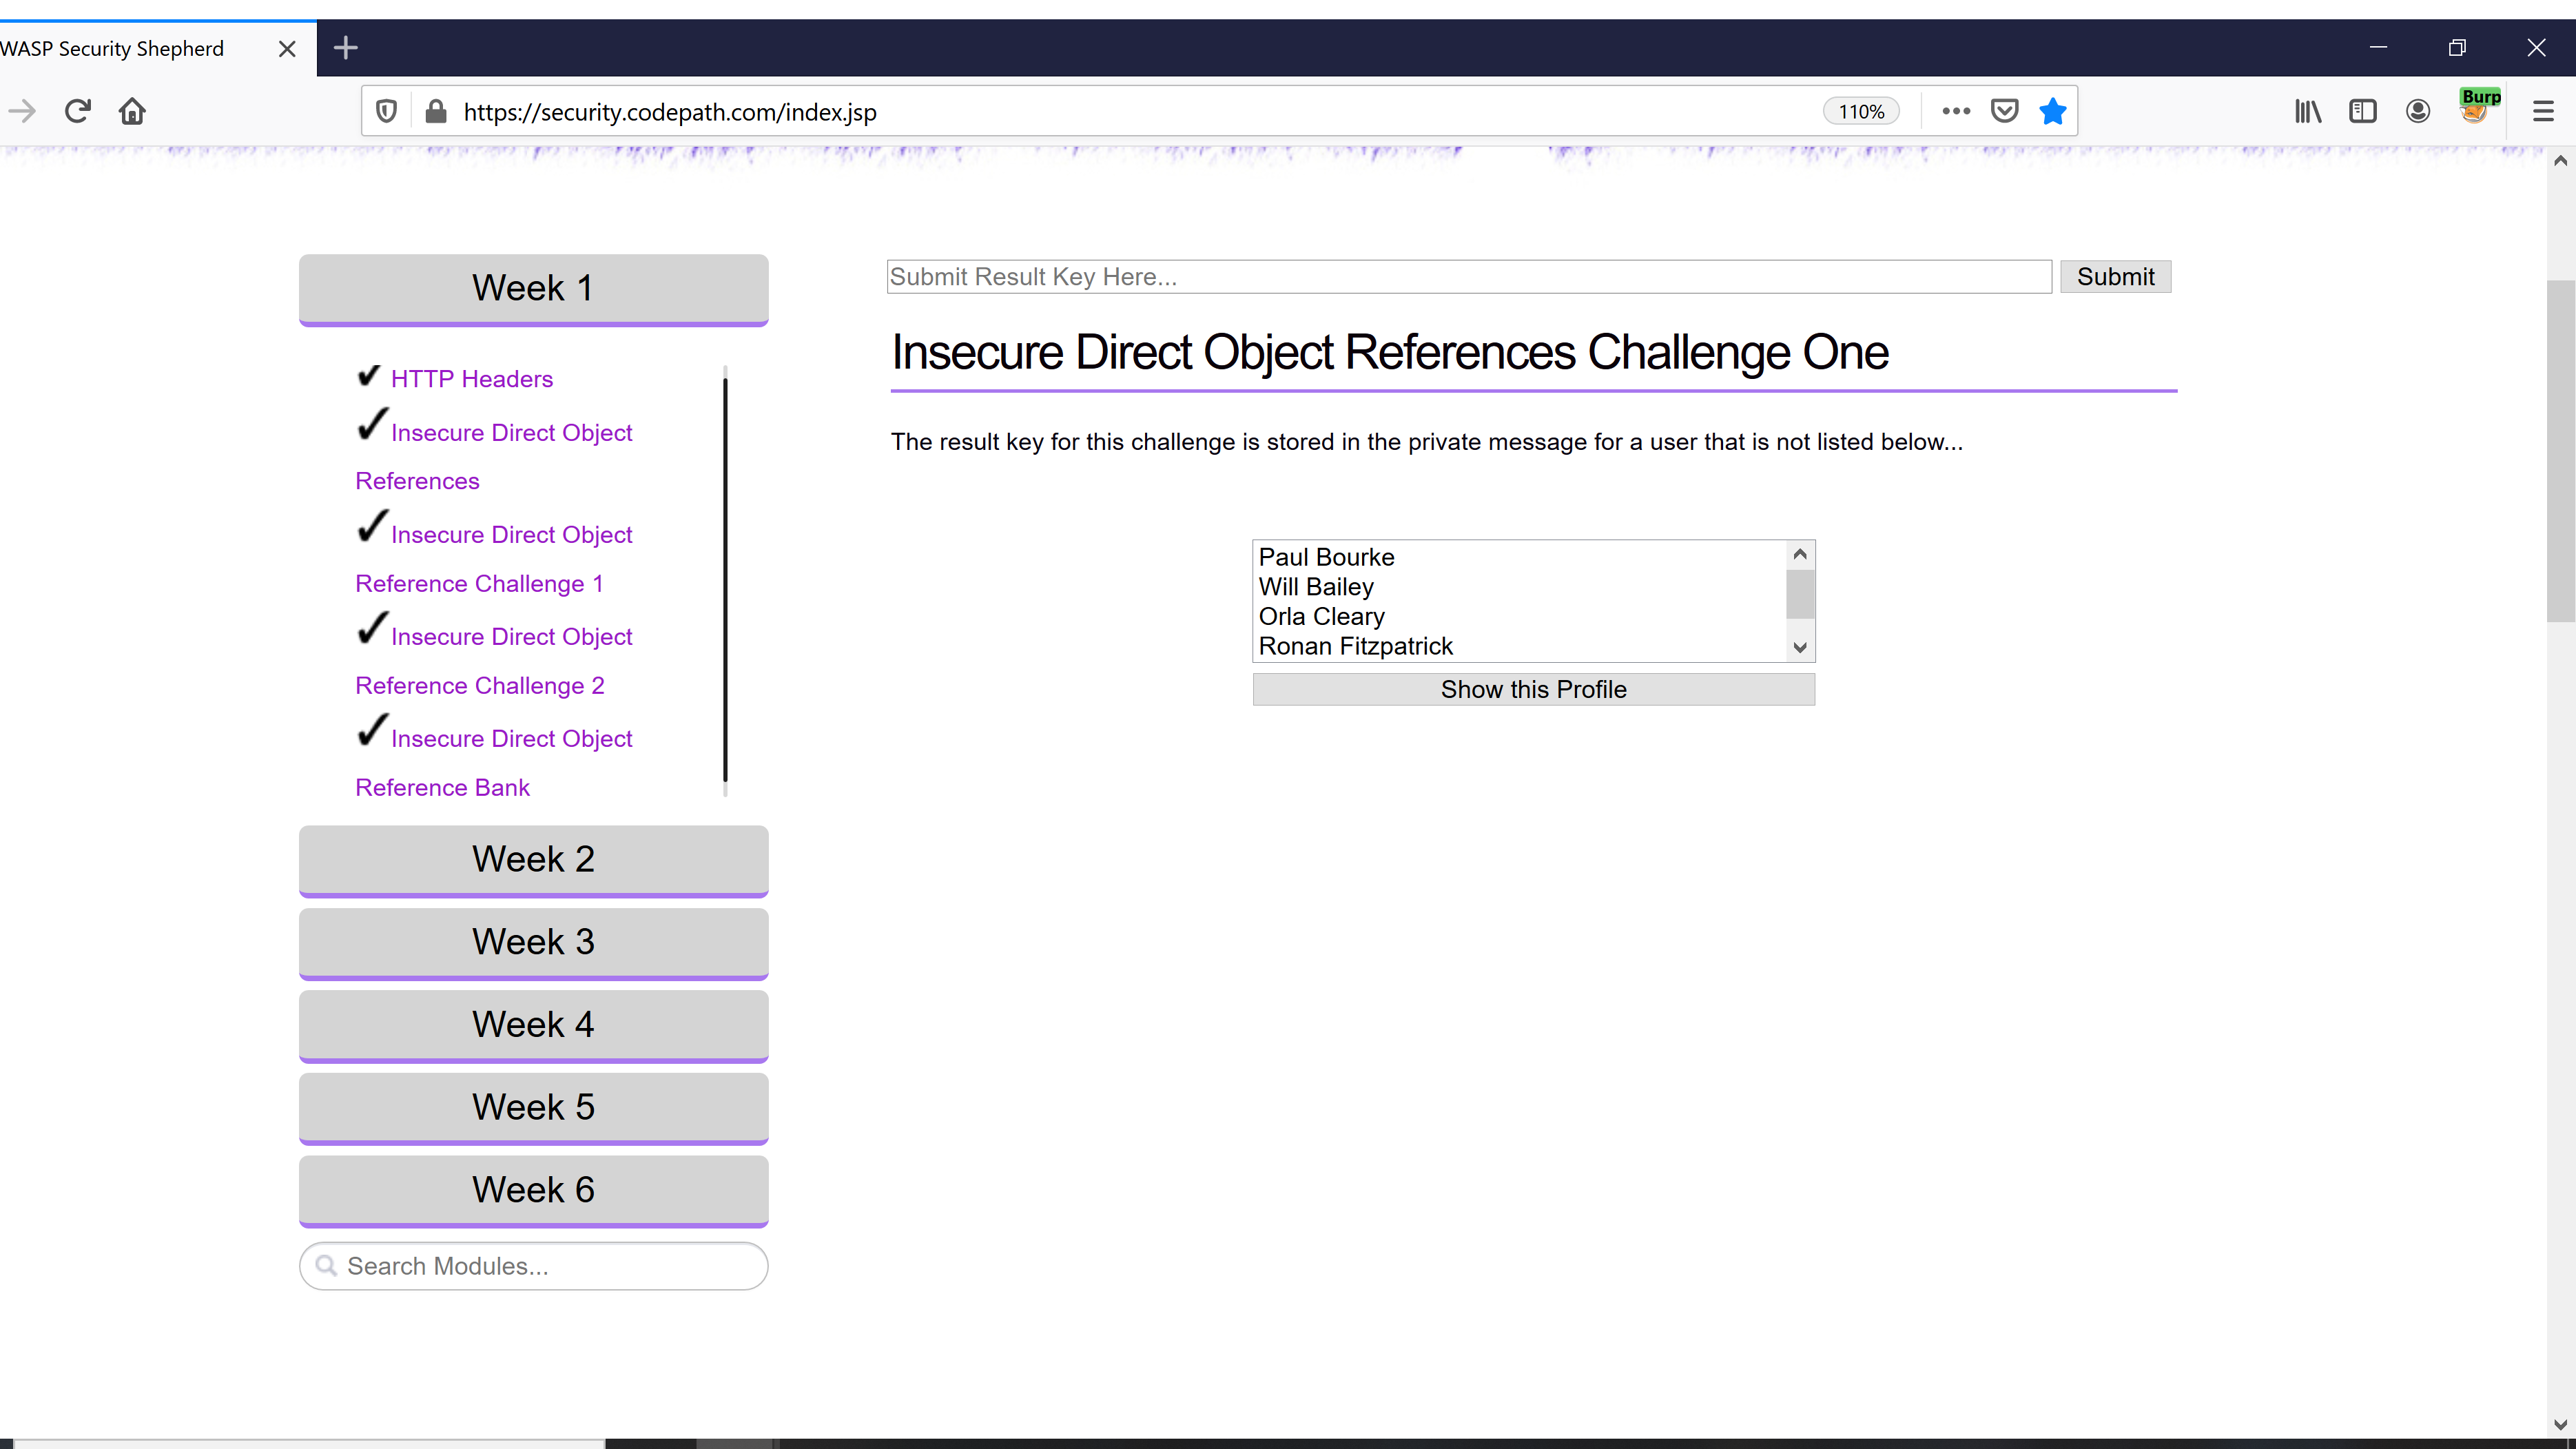 WASP Security Shepherd
https://security.codepath.com/index.jsp
110%
Burp
Week 1
HTTP Headers
Insecure Direct Object
References
Insecure Direct Object
Reference Challenge 1
Insecure Direct Object
Reference Challenge 2
Insecure Direct Object
Reference Bank
Week 2
Week 3
Week 4
Week 5
Week 6
Search Modules...
Submit Result Key Here...
Submit
Insecure Direct Object References Challenge One
The result key for this challenge is stored in the private message for a user that is not listed below...
Paul Bourke
Will Bailey
Orla Cleary
Ronan Fitzpatrick
Show this Profile